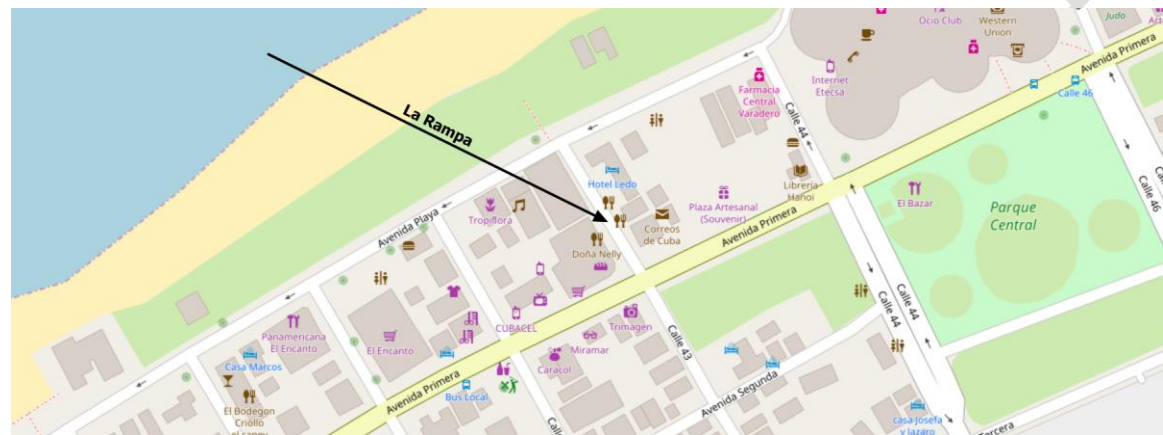 Ocio Club
Western
Union
Judo
Internet
Etecsa
Avenida Primera
Calle 46
Farmacia
Central
Varadero
Calle 44
La Rampa
Hotel Ledo
Librería
Hanoi
El Bazar
Parque
Central
Calle 46
Plaza Artesanal
(Souvenir)
Correos
de Cuba
Avenida Primera
Tropiflora
Avenida Playa
Doña Nelly
CUBACEL
Trimagen
Miramar
Caracol
Calle 43
Calle 44
Calle 44
Panamericana
El Encanto
El Encanto
Casa Marcos
Avenida Primera
Bus Local
Avenida Segunda
El Bodegon
Criollo
casa Josefa
y lazaro
Tercera